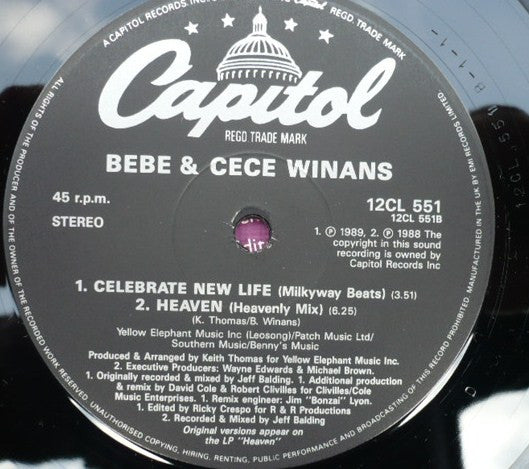 A CAPITOL RECORDS, INC.
REGD. TRADE MARK
Capitol
REGD TRADE MARK
BEBE & CECE WINANS
45 r.p.m.
STEREO
12CL 551
12CL 551B
1. Ⓟ 1989, 2. Ⓟ 1988 The
copyright in this sound
recording is owned by
Capitol Records Inc
dit
1. CELEBRATE NEW LIFE (Milkyway Beats) (3.51)
2. HEAVEN (Heavenly Mix) (6.25)
(K. Thomas/B. Winans)
Yellow Elephant Music Inc (Leosong)/Patch Music Ltd/
Southern Music/Benny's Music
Produced & Arranged by Keith Thomas for Yellow Elephant Music Inc.
2. Executive Producers: Wayne Edwards & Michael Brown.
1. Originally recorded & mixed by Jeff Balding. 1. Additional production
& remix by David Cole & Robert Clivilles for Clivilles/Cole
Music Enterprises. 1. Remix engineer: Jim "Bonzai" Lyon.
1. Edited by Ricky Crespo for R & R Productions
2. Recorded & Mixed by Jeff Balding
Original versions appear on
the LP "Heaven"
ALL RIGHTS OF THE PRODUCER AND OF THE OWNER OF THE RECORDED WORK RESERVED. UNAUTHORISED COPYING, HIRING, RENTING, PUBLIC PERFORMANCE AND BROADCASTING OF THIS RECORD PROHIBITED. MANUFACTURED IN THE UK BY EMI RECORDS LIMITED.